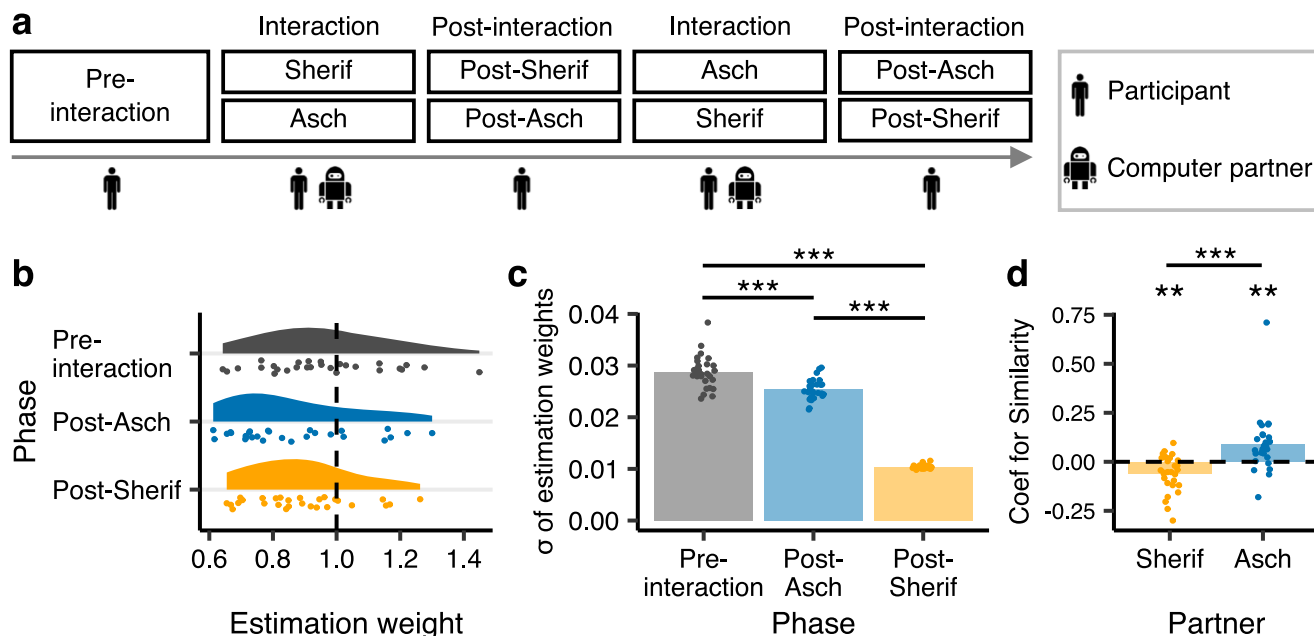 a
Interaction
Post-interaction
Interaction
Post-interaction
Pre-
interaction
Sherif
Post-Sherif
Asch
Post-Asch
Asch
Post-Asch
Sherif
Post-Sherif
Participant
Computer partner
b
Phase
Pre-
interaction
Post-Asch
Post-Sherif
0.6 0.8 1.0 1.2 1.4
Estimation weight
c
***
***
***
σ of estimation weights
0.04
0.03
0.02
0.01
0.00
Pre-
interaction
Post-
Asch
Post-
Sherif
Phase
d
***
** **
Coef for Similarity
0.75
0.50
0.25
0.00
-0.25
Sherif Asch
Partner